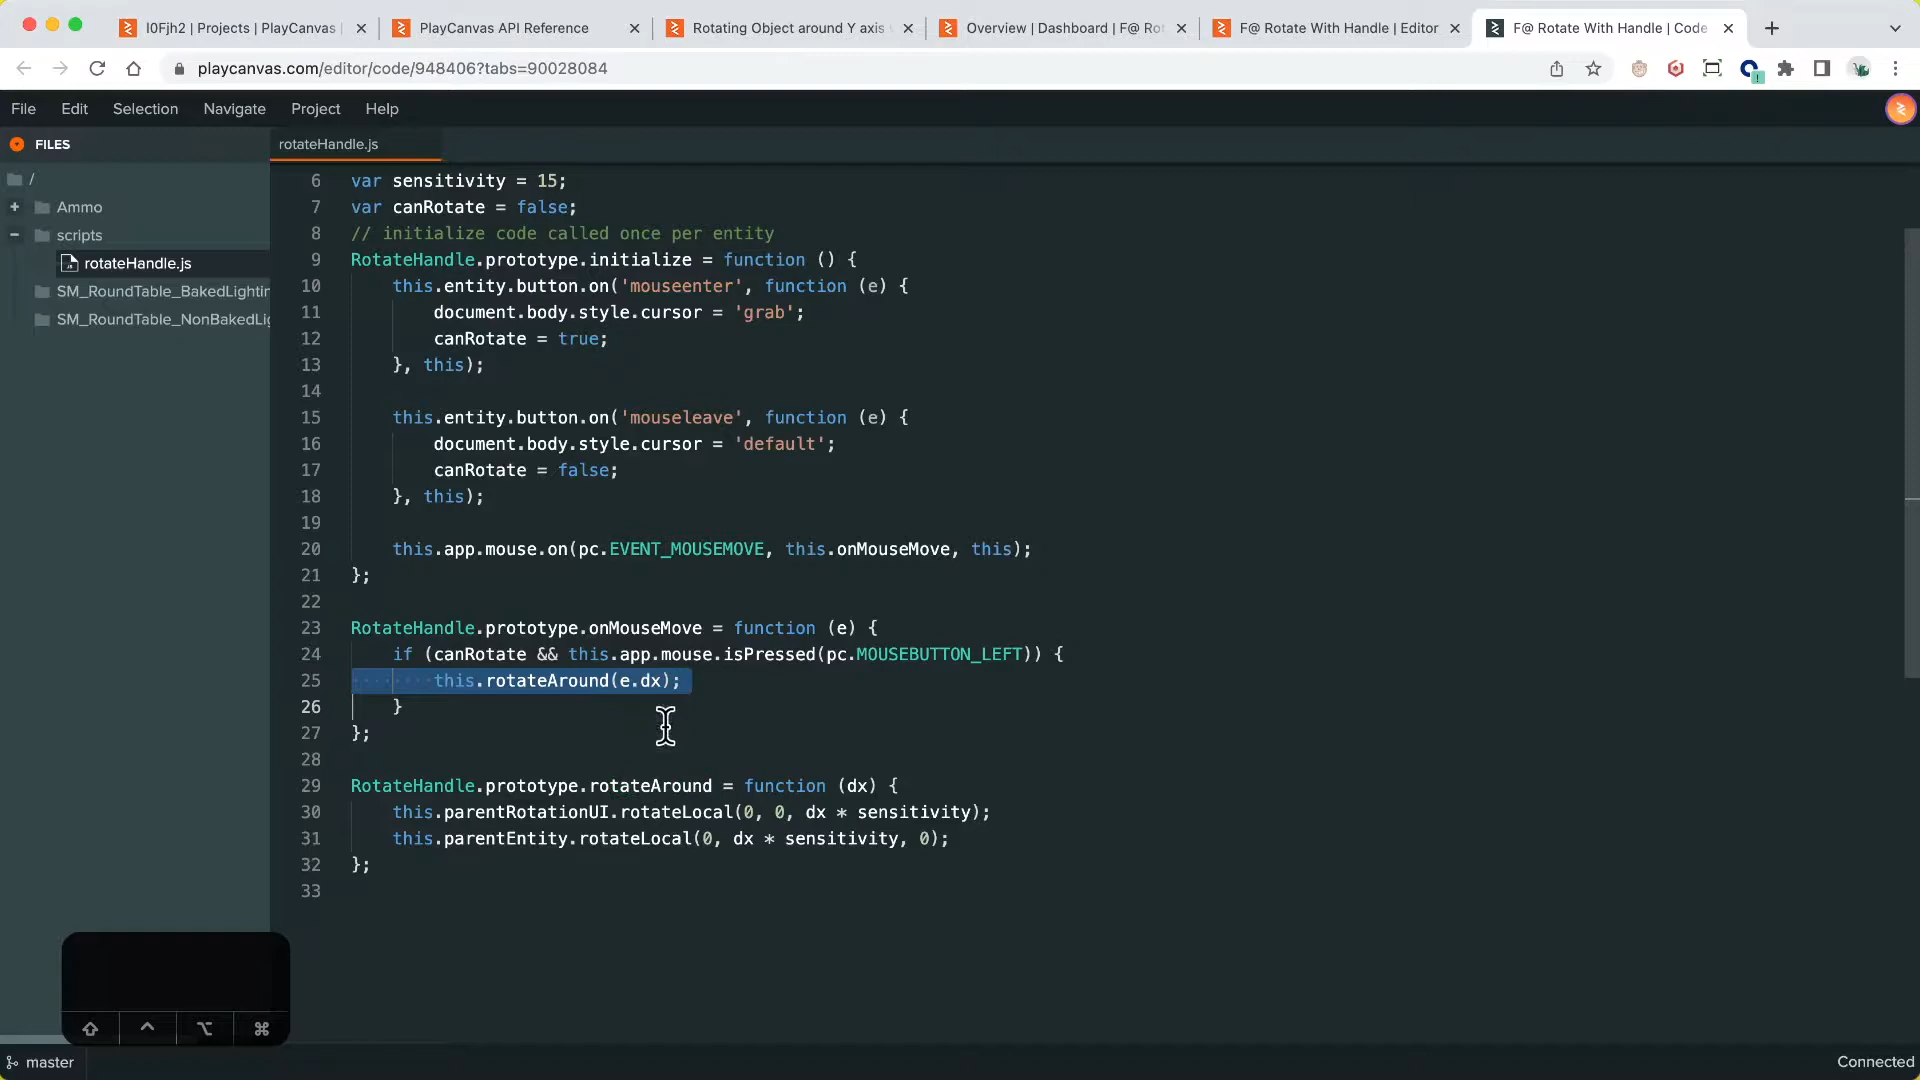 I0Fjh2 | Projects | PlayCanvas |
PlayCanvas API Reference
Rotating Object around Y axis
Overview | Dashboard | F@ Ro
F@ Rotate With Handle | Editor
F@ Rotate With Handle | Code
playcanvas.com/editor/code/948406?tabs=90028084
File Edit Selection Navigate Project Help
FILES
rotateHandle.js
/
Ammo
scripts
rotateHandle.js
SM_RoundTable_BakedLightin
SM_RoundTable_NonBakedLig
6 var sensitivity = 15;
7 var canRotate = false;
8 // initialize code called once per entity
9 RotateHandle.prototype.initialize = function () {
10 this.entity.button.on('mouseenter', function (e) {
11 document.body.style.cursor = 'grab';
12 canRotate = true;
13 }, this);
14
15 this.entity.button.on('mouseleave', function (e) {
16 document.body.style.cursor = 'default';
17 canRotate = false;
18 }, this);
19
20 this.app.mouse.on(pc.EVENT_MOUSEMOVE, this.onMouseMove, this);
21 };
22
23 RotateHandle.prototype.onMouseMove = function (e) {
24 if (canRotate && this.app.mouse.isPressed(pc.MOUSEBUTTON_LEFT)) {
25 this.rotateAround(e.dx);
26 }
27 };
28
29 RotateHandle.prototype.rotateAround = function (dx) {
30 this.parentRotationUI.rotateLocal(0, 0, dx * sensitivity);
31 this.parentEntity.rotateLocal(0, dx * sensitivity, 0);
32 };
33
master
Connected